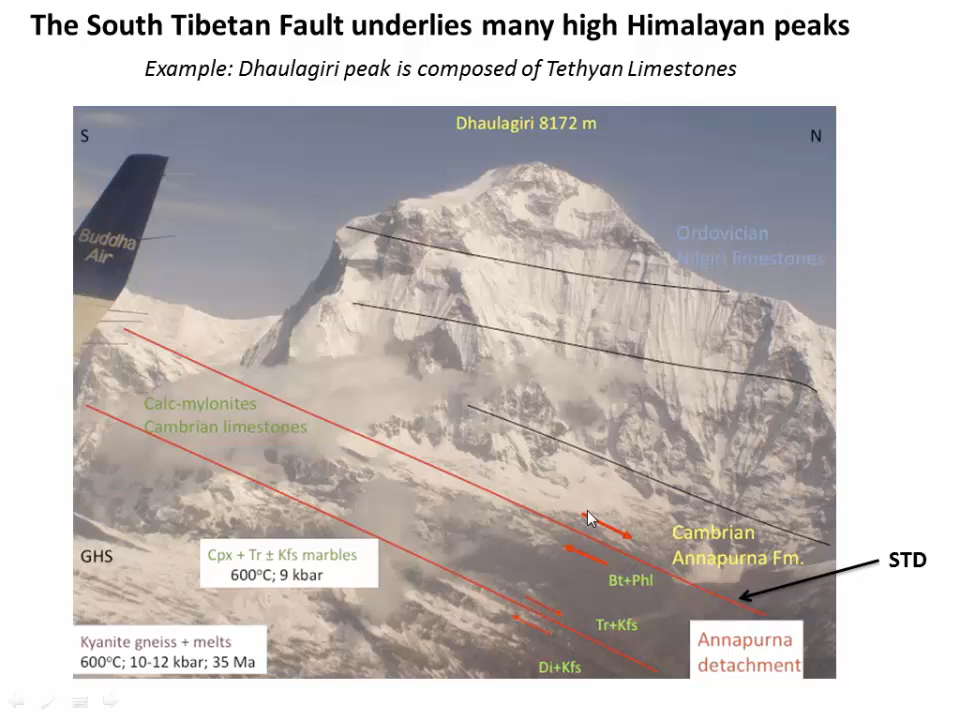 The South Tibetan Fault underlies many high Himalayan peaks
Example: Dhaulagiri peak is composed of Tethyan Limestones
Dhaulagiri 8172 m
S
N
Buddha
Air
Ordovician
Nilgiri limestones
Calc-mylonites
Cambrian limestones
GHS
Cpx + Tr ± Kfs marbles
600°C; 9 kbar
Cambrian
Annapurna Fm.
STD
Bt+Phl
Tr+Kfs
Kyanite gneiss + melts
600°C; 10-12 kbar; 35 Ma
Annapurna
detachment
Di+Kfs